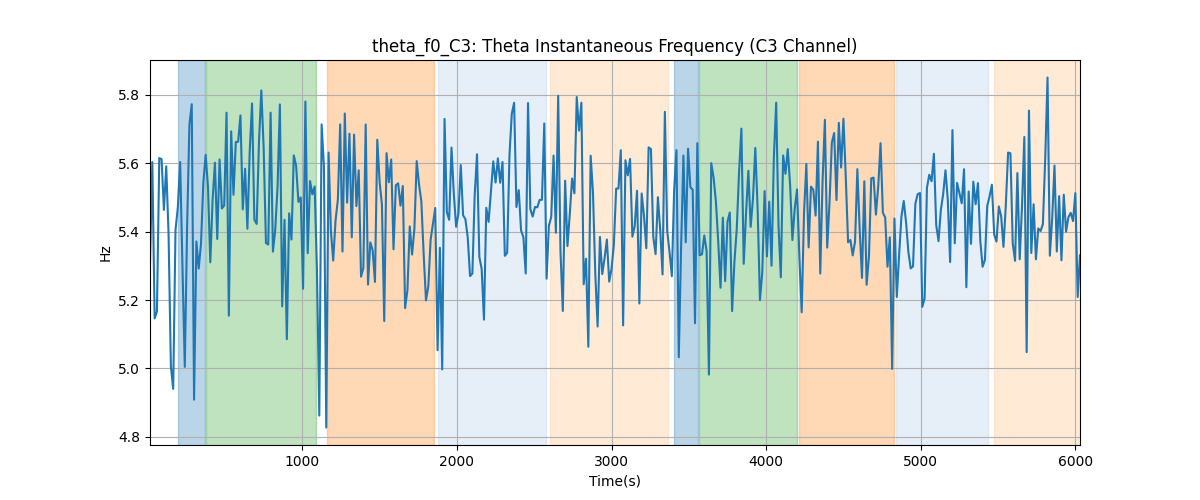 theta_f0_C3: Theta Instantaneous Frequency (C3 Channel)
Hz
5.8
5.6
5.4
5.2
5.0
4.8
1000 2000 3000 4000 5000 6000
Time(s)